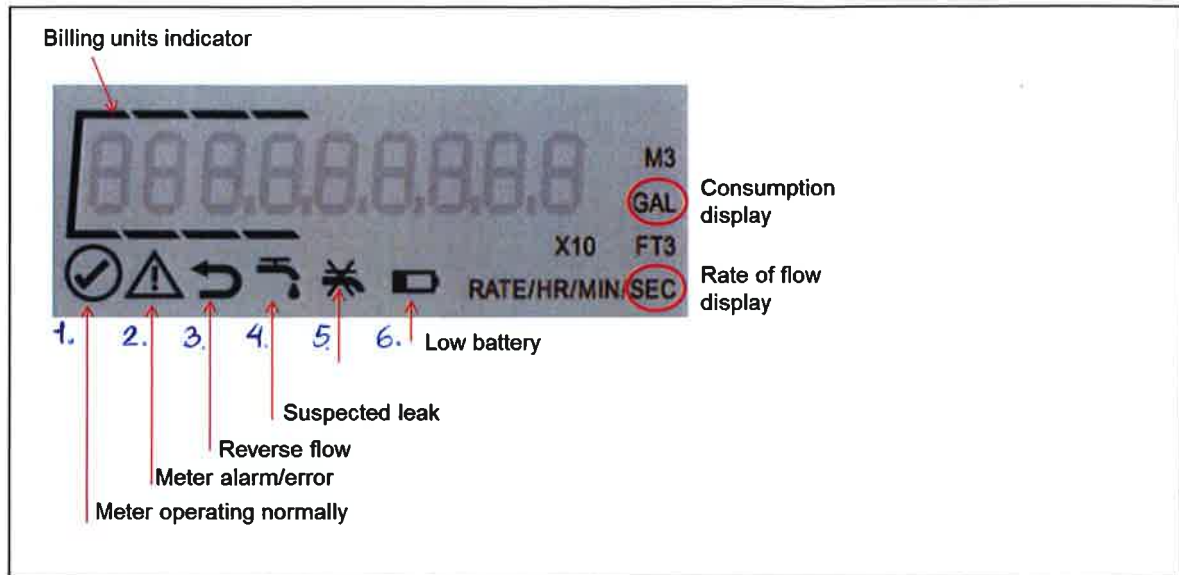 Billing units indicator
888.8.8.8.8.8
M3
GAL
Consumption
display
X10 FT3
RATE/HR/MIN/SEC
Rate of flow
display
1. 2. 3. 4. 5. 6.
Low battery
Suspected leak
Reverse flow
Meter alarm/error
Meter operating normally